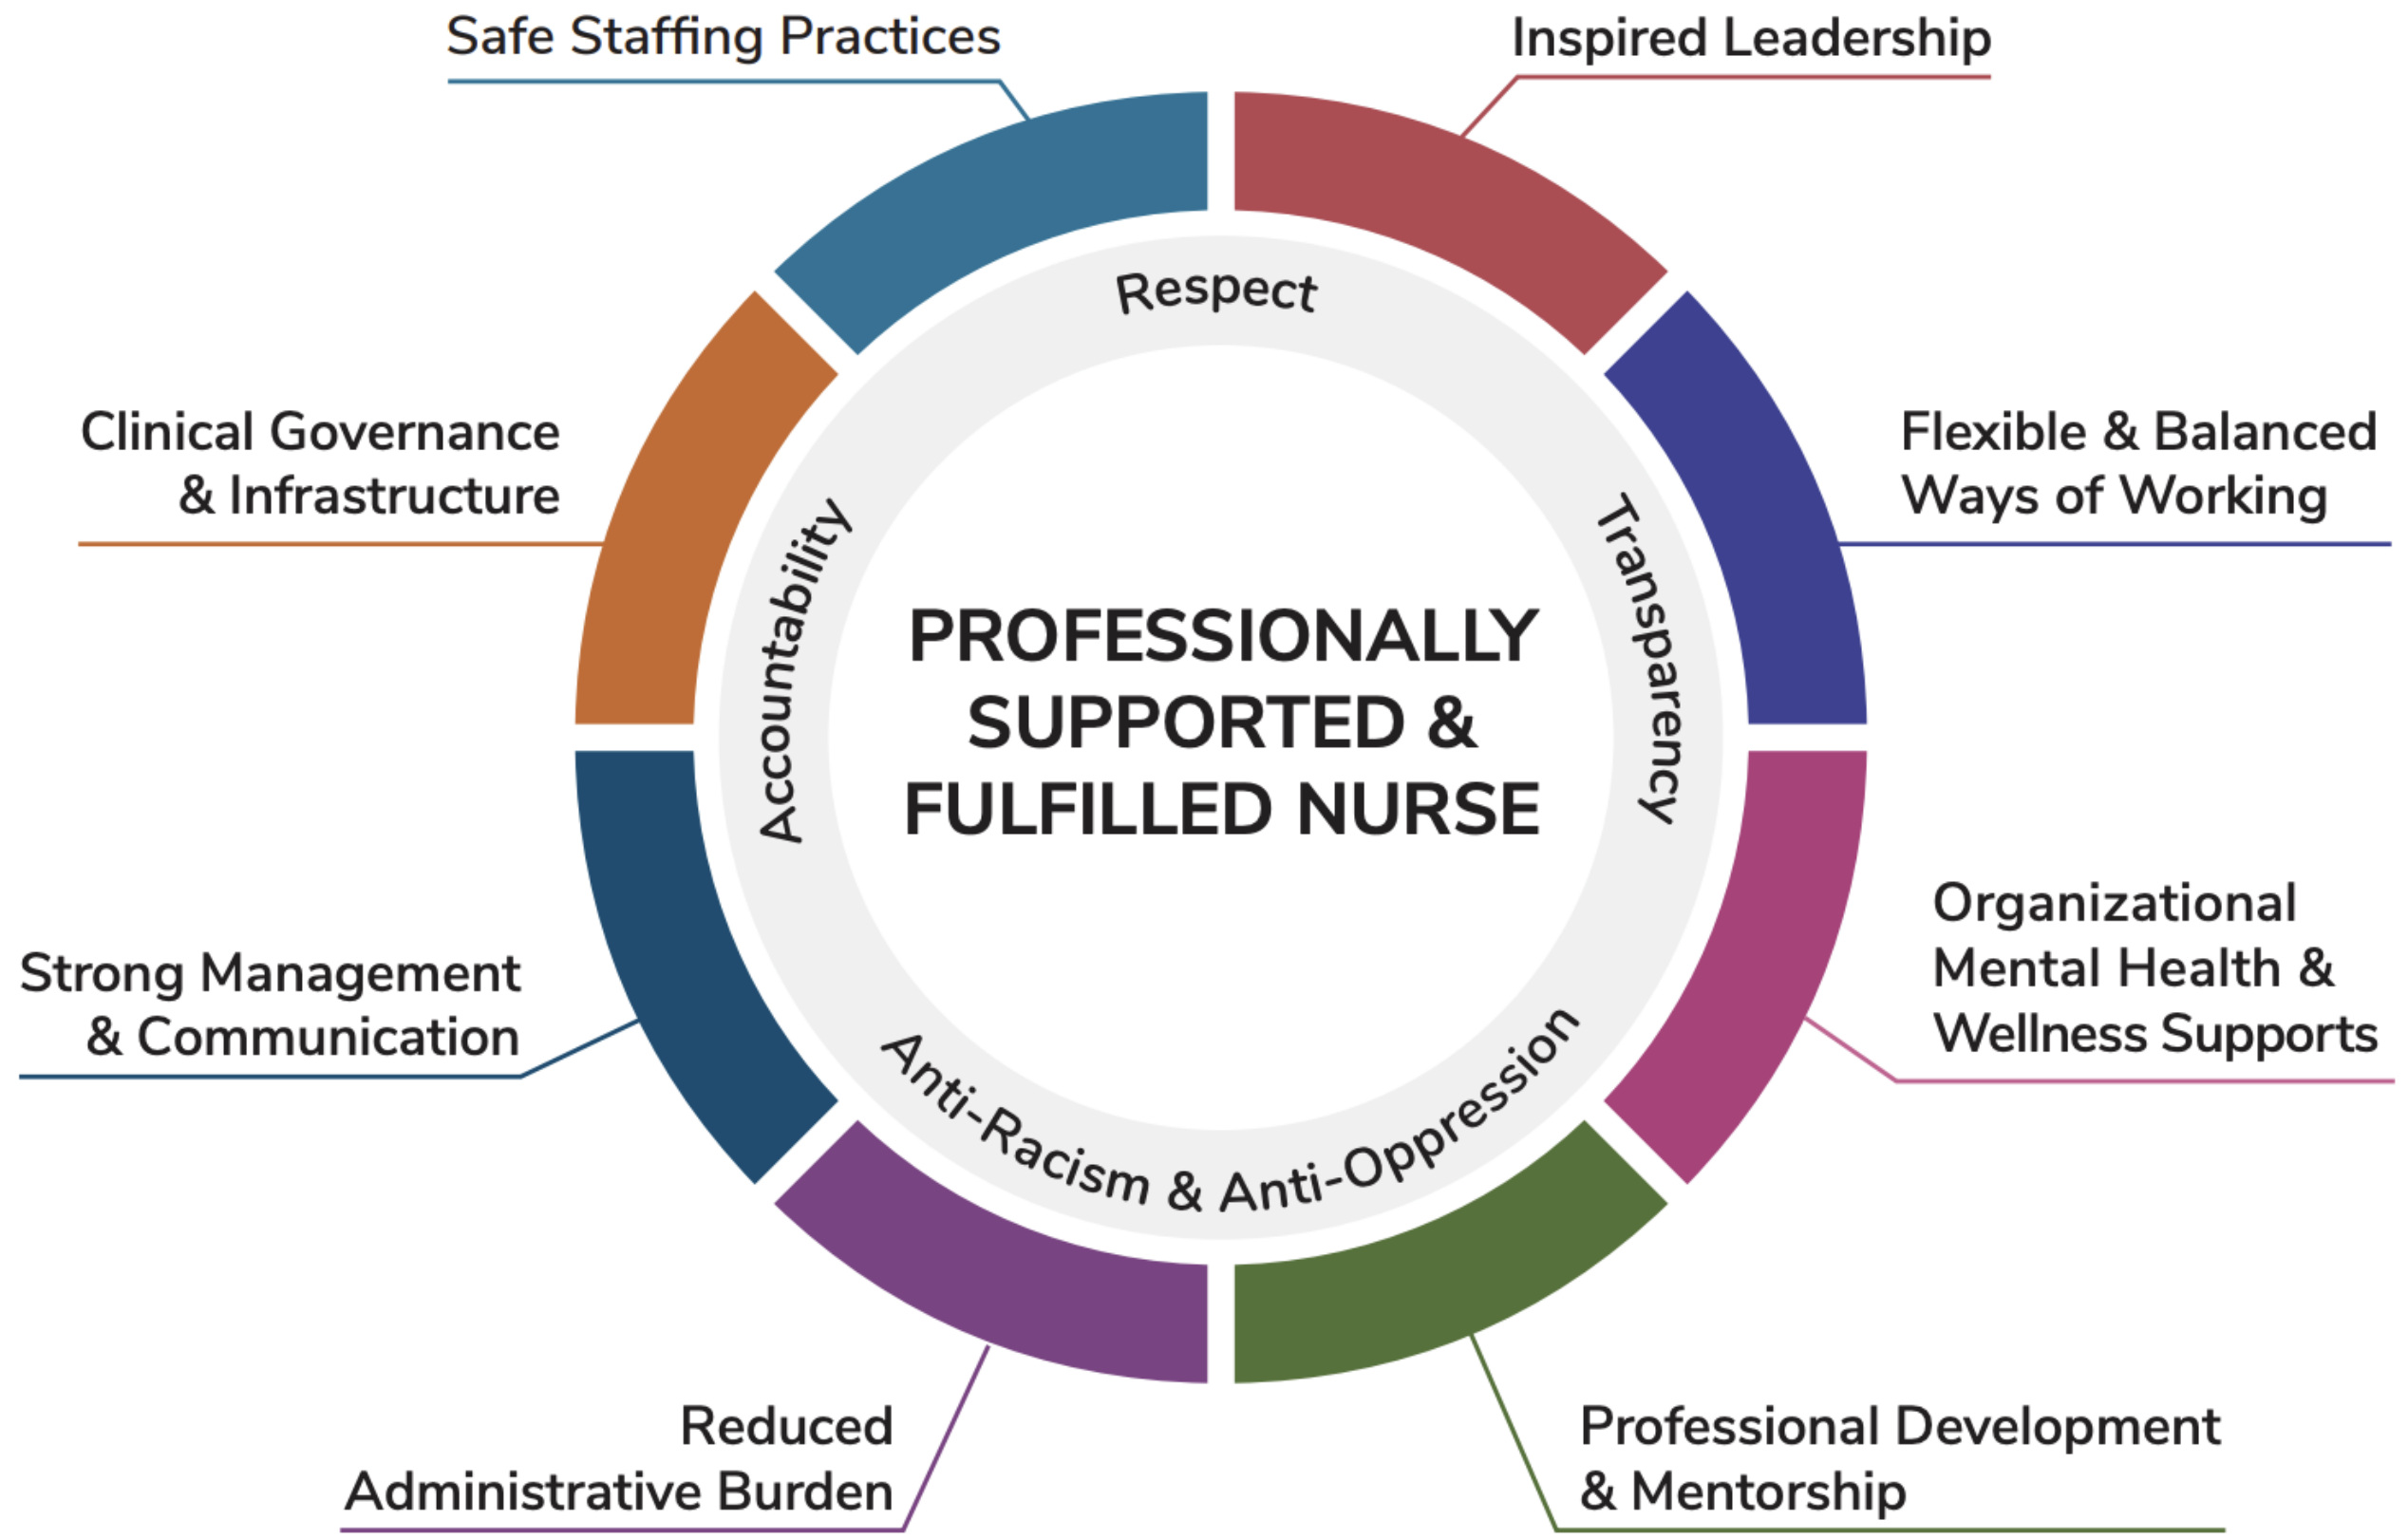 Safe Staffing Practices
Inspired Leadership
Respect
Clinical Governance
& Infrastructure
Flexible & Balanced
Ways of Working
Accountability
Transparency
PROFESSIONALLY
SUPPORTED &
FULFILLED NURSE
Organizational
Mental Health &
Wellness Supports
Strong Management
& Communication
Anti-Racism & Anti-Oppression
Reduced
Administrative Burden
Professional Development
& Mentorship